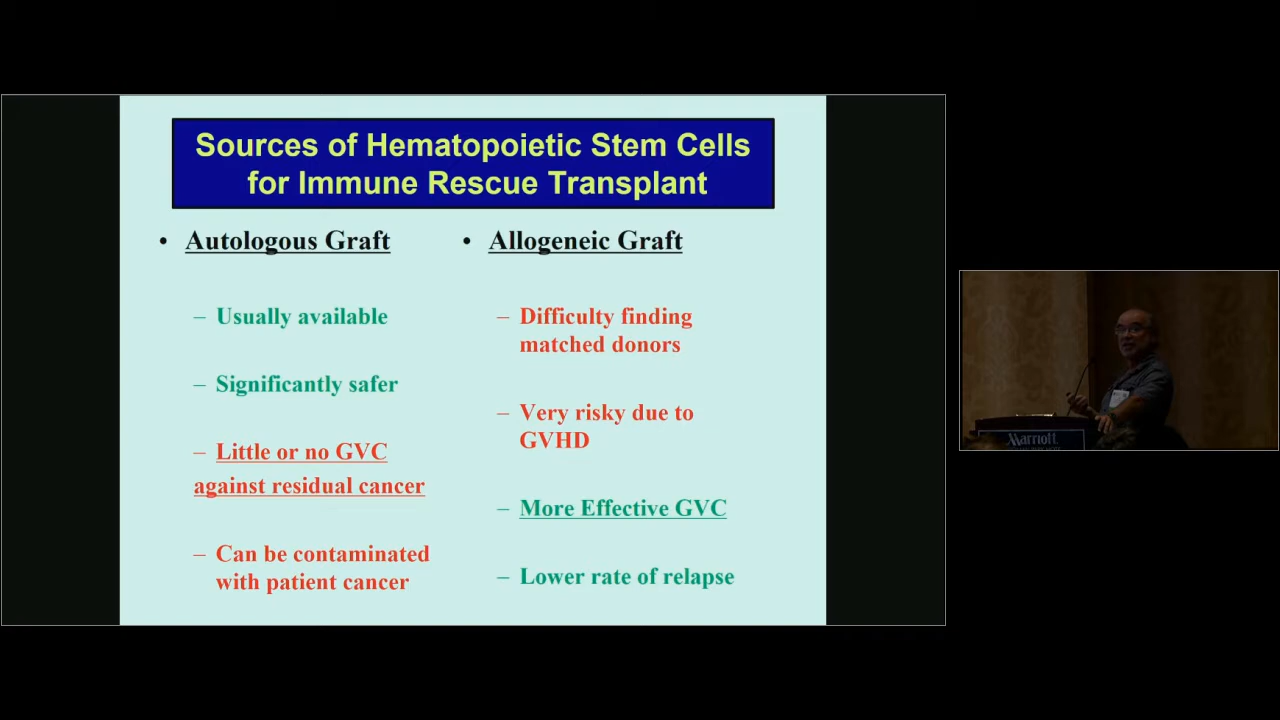 Sources of Hematopoietic Stem Cells
for Immune Rescue Transplant
• Autologous Graft
– Usually available
– Significantly safer
– Little or no GVC
against residual cancer
– Can be contaminated
with patient cancer
• Allogeneic Graft
– Difficulty finding
matched donors
– Very risky due to
GVHD
– More Effective GVC
– Lower rate of relapse
Marriott